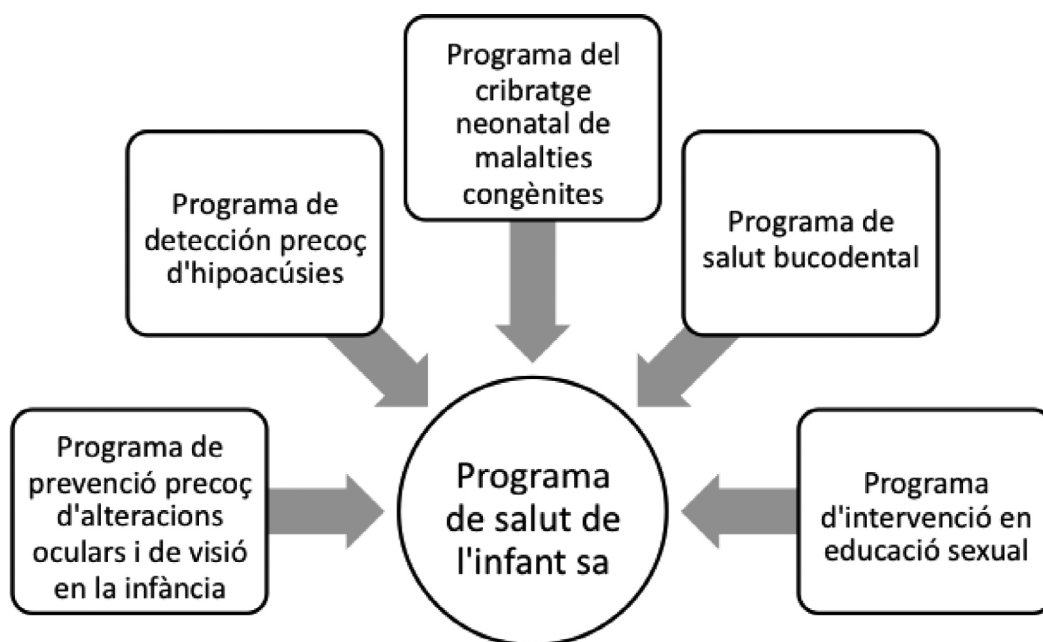 Programa del
cribratge
neonatal de
malalties
congènites
Programa de
detección precoç
d'hipoacúsies
Programa de
salut bucodental
Programa de
prevenció precoç
d'alteracions
oculars i de visió
en la infància
Programa
de salut de
l'infant sa
Programa
d'intervenció en
educació sexual